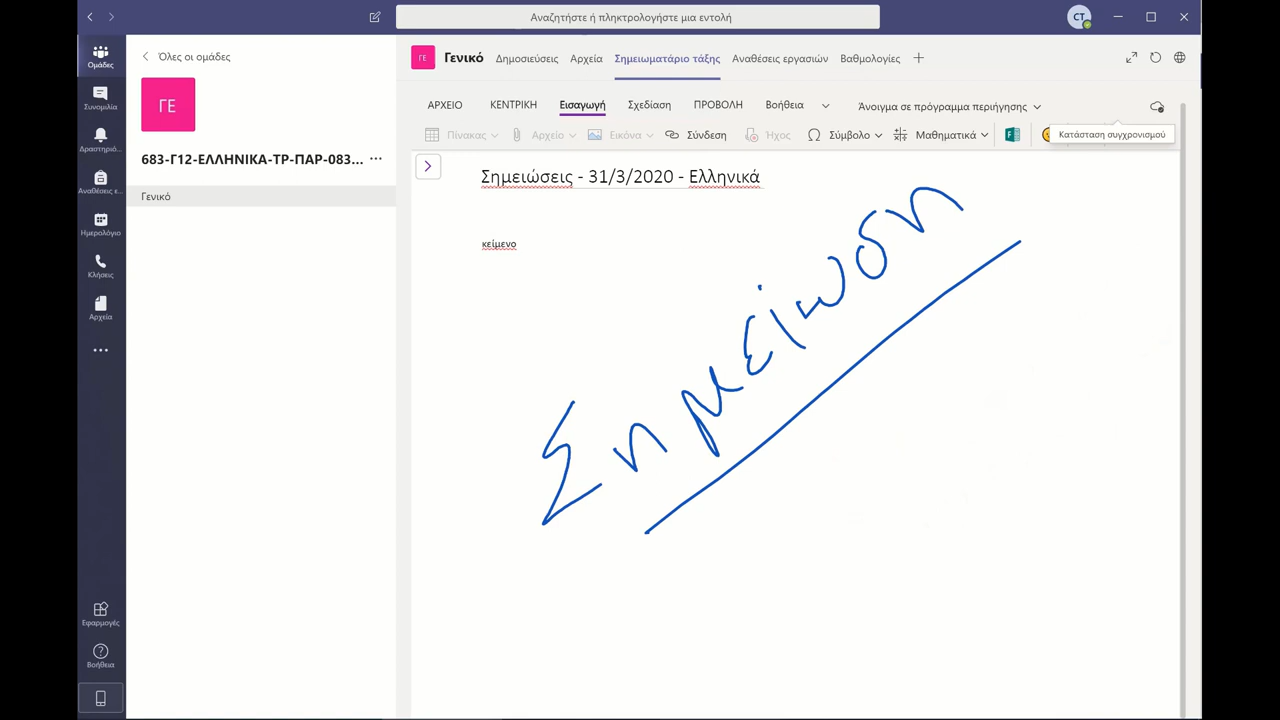 Αναζητήστε ή πληκτρολογήστε μια εντολή
CT
Ομάδες
Συνομιλία
Δραστηριό...
Αναθέσεις ε...
Ημερολόγιο
Κλήσεις
Αρχεία
Εφαρμογές
Βοήθεια
Όλες οι ομάδες
ΓΕ
683-Γ12-ΕΛΛΗΝΙΚΑ-ΤΡ-ΠΑΡ-083...
Γενικό
ΓΕ Γενικό Δημοσιεύσεις Αρχεία Σημειωματάριο τάξης Αναθέσεις εργασιών Βαθμολογίες
ΑΡΧΕΙΟ ΚΕΝΤΡΙΚΗ Εισαγωγή Σχεδίαση ΠΡΟΒΟΛΗ Βοήθεια Άνοιγμα σε πρόγραμμα περιήγησης
Πίνακας Αρχείο Εικόνα Σύνδεση Ήχος Σύμβολο Μαθηματικά Κατάσταση συγχρονισμού
Σημειώσεις - 31/3/2020 - Ελληνικά
κείμενο
Σημείωση